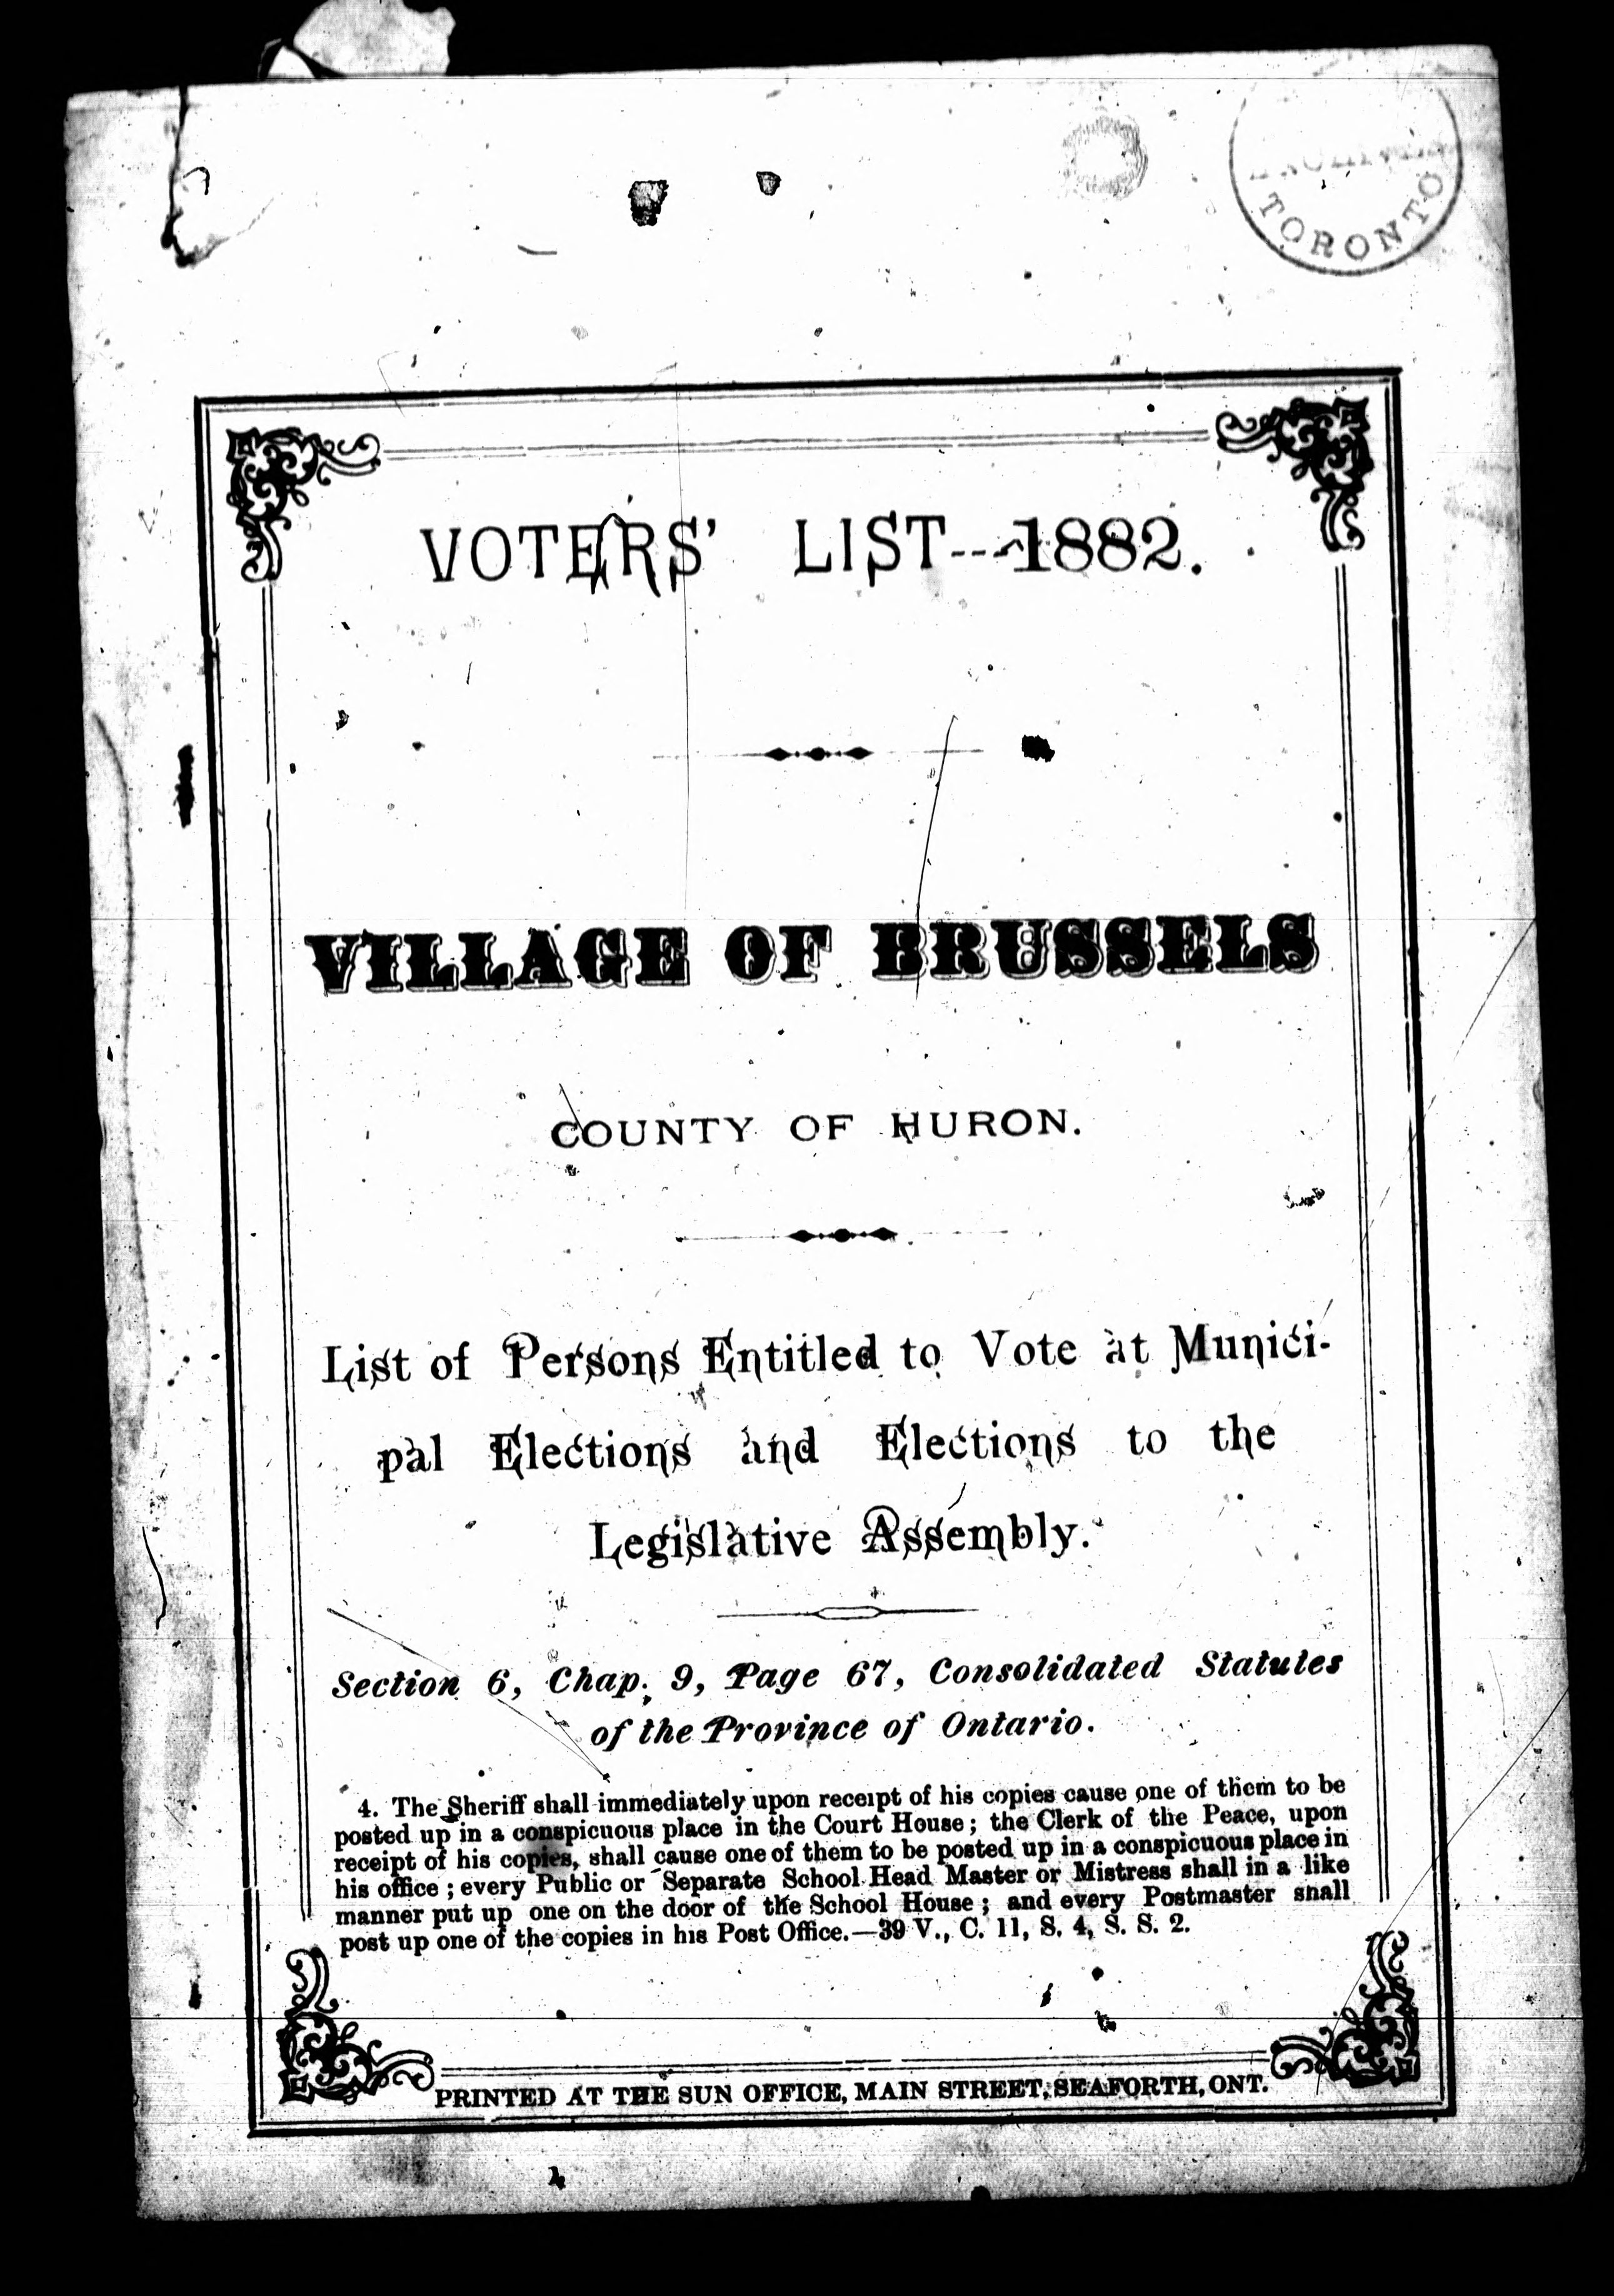 TORONTO
VOTERS' LIST---1882.
VILLAGE OF BRUSSELS
COUNTY OF HURON.
List of Persons Entitled to Vote at Munici-
pal Elections and Elections to the
Legislative Assembly.
Section 6, Chap. 9, Page 67, Consolidated Statutes
of the Province of Ontario.
4. The Sheriff shall immediately upon receipt of his copies cause one of them to be
posted up in a conspicuous place in the Court House; the Clerk of the Peace, upon
receipt of his copies, shall cause one of them to be posted up in a conspicuous place in
his office; every Public or Separate School Head Master or Mistress shall in a like
manner put up one on the door of the School House; and every Postmaster shall
post up one of the copies in his Post Office.—39 V., C. 11, S. 4, S. S. 2.
PRINTED AT THE SUN OFFICE, MAIN STREET, SEAFORTH, ONT.